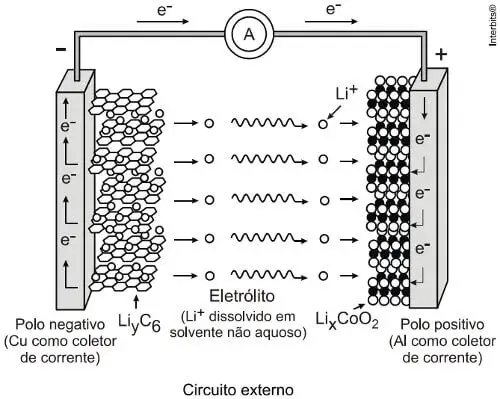 Interbits®
e⁻
e⁻
A
-
+
Li⁺
e⁻
e⁻
e⁻
e⁻
e⁻
e⁻
Polo negativo
(Cu como coletor
de corrente)
LiyC6
Eletrólito
(Li⁺ dissolvido em
solvente não aquoso)
LixCoO2
Polo positivo
(Al como coletor
de corrente)
Circuito externo